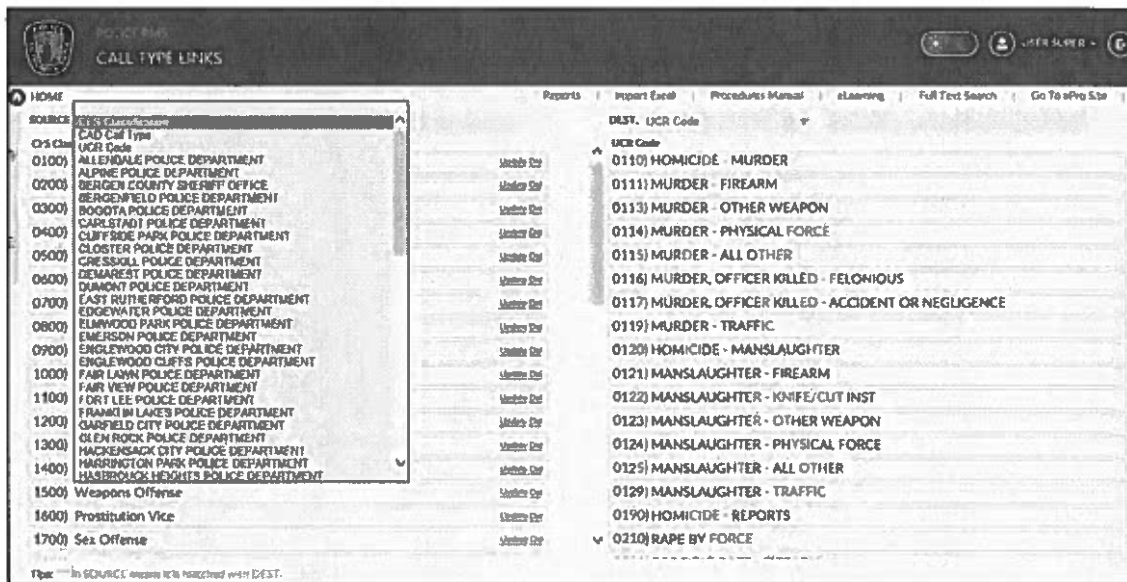 POLICE RMS
CALL TYPE LINKS
USER SUPER
HOME
Reports | Import Excel | Procedures Manual | eLearning | Full Text Search | Go To ePro Site
SOURCE
CFS Classification
CAD Call Type
UCR Code
ALLENDALE POLICE DEPARTMENT
ALPINE POLICE DEPARTMENT
BERGEN COUNTY SHERIFF OFFICE
BERGENFIELD POLICE DEPARTMENT
BOGOTA POLICE DEPARTMENT
CARLSTADT POLICE DEPARTMENT
CLIFFSIDE PARK POLICE DEPARTMENT
CLOSTER POLICE DEPARTMENT
CRESSKILL POLICE DEPARTMENT
DEMAREST POLICE DEPARTMENT
DUMONT POLICE DEPARTMENT
EAST RUTHERFORD POLICE DEPARTMENT
EDGEWATER POLICE DEPARTMENT
ELMWOOD PARK POLICE DEPARTMENT
EMERSON POLICE DEPARTMENT
ENGLEWOOD CITY POLICE DEPARTMENT
ENGLEWOOD CLIFFS POLICE DEPARTMENT
FAIR LAWN POLICE DEPARTMENT
FAIR VIEW POLICE DEPARTMENT
FORT LEE POLICE DEPARTMENT
FRANKLIN LAKES POLICE DEPARTMENT
GARFIELD CITY POLICE DEPARTMENT
GLEN ROCK POLICE DEPARTMENT
HACKENSACK CITY POLICE DEPARTMENT
HARRINGTON PARK POLICE DEPARTMENT
HASBROUCK HEIGHTS POLICE DEPARTMENT
CFS
0100)
0200)
0300)
0400)
0500)
0600)
0700)
0800)
0900)
1000)
1100)
1200)
1300)
1400)
1500) Weapons Offense
1600) Prostitution Vice
1700) Sex Offense
Tips: In SOURCE means it is matched with DEST.
DEST. UCR Code
UCR Code
0110) HOMICIDE - MURDER
0111) MURDER - FIREARM
0113) MURDER - OTHER WEAPON
0114) MURDER - PHYSICAL FORCE
0115) MURDER - ALL OTHER
0116) MURDER, OFFICER KILLED - FELONIOUS
0117) MURDER, OFFICER KILLED - ACCIDENT OR NEGLIGENCE
0119) MURDER - TRAFFIC
0120) HOMICIDE - MANSLAUGHTER
0121) MANSLAUGHTER - FIREARM
0122) MANSLAUGHTER - KNIFE/CUT INST
0123) MANSLAUGHTER - OTHER WEAPON
0124) MANSLAUGHTER - PHYSICAL FORCE
0125) MANSLAUGHTER - ALL OTHER
0129) MANSLAUGHTER - TRAFFIC
0190) HOMICIDE - REPORTS
0210) RAPE BY FORCE